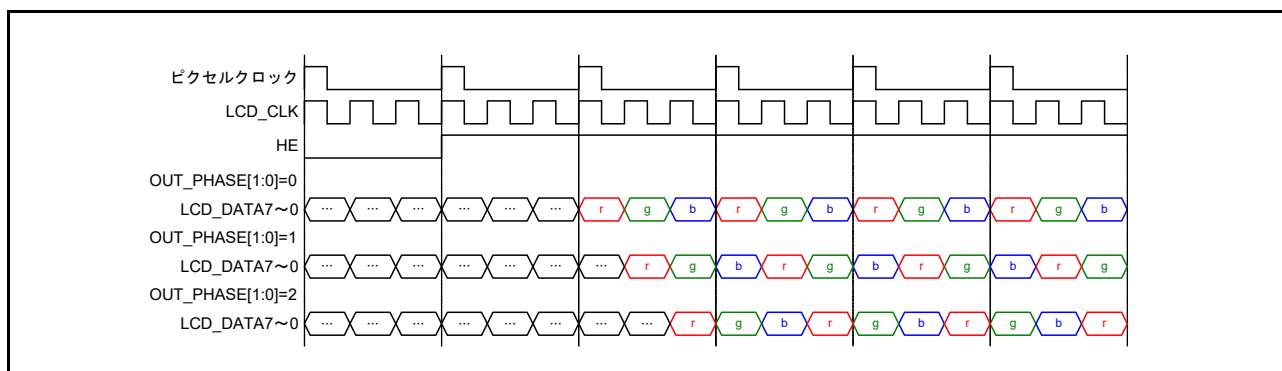 ピクセルクロック
LCD_CLK
HE
OUT_PHASE[1:0]=0
LCD_DATA7～0 … … … … … … r g b r g b r g b r g b
OUT_PHASE[1:0]=1
LCD_DATA7～0 … … … … … … … r g b r g b r g b r g
OUT_PHASE[1:0]=2
LCD_DATA7～0 … … … … … … … … r g b r g b r g b r